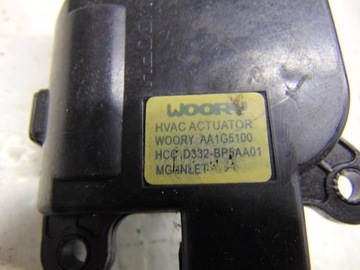 WOORY
HVAC ACTUATOR
WOORY AA1G5100
HCC D332-BP5AA01